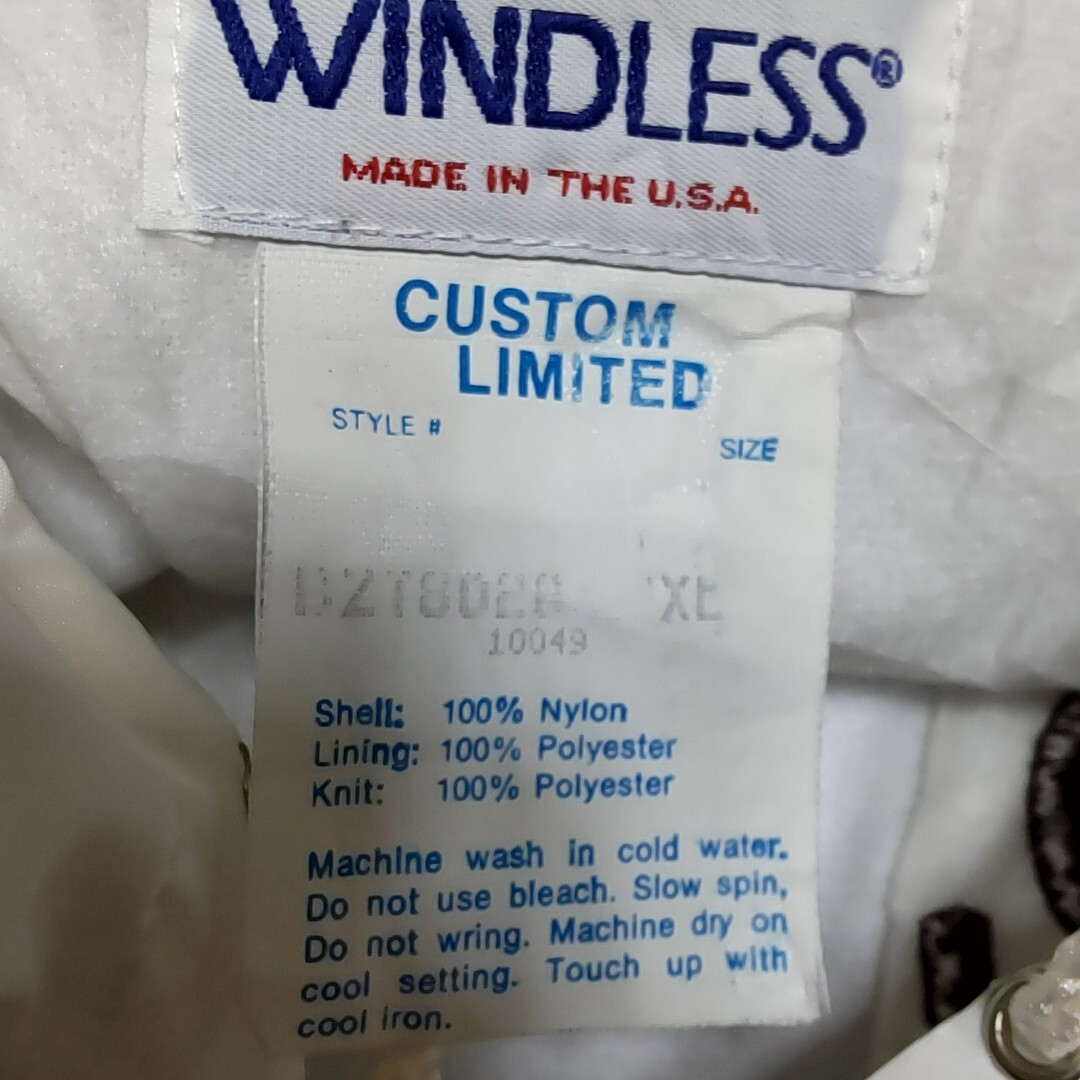 WINDLESS®
MADE IN THE U.S.A.
CUSTOM
LIMITED
STYLE #
SIZE
XL
10049
Shell: 100% Nylon
Lining: 100% Polyester
Knit: 100% Polyester
Machine wash in cold water.
Do not use bleach. Slow spin,
Do not wring. Machine dry on
cool setting. Touch up with
cool iron.